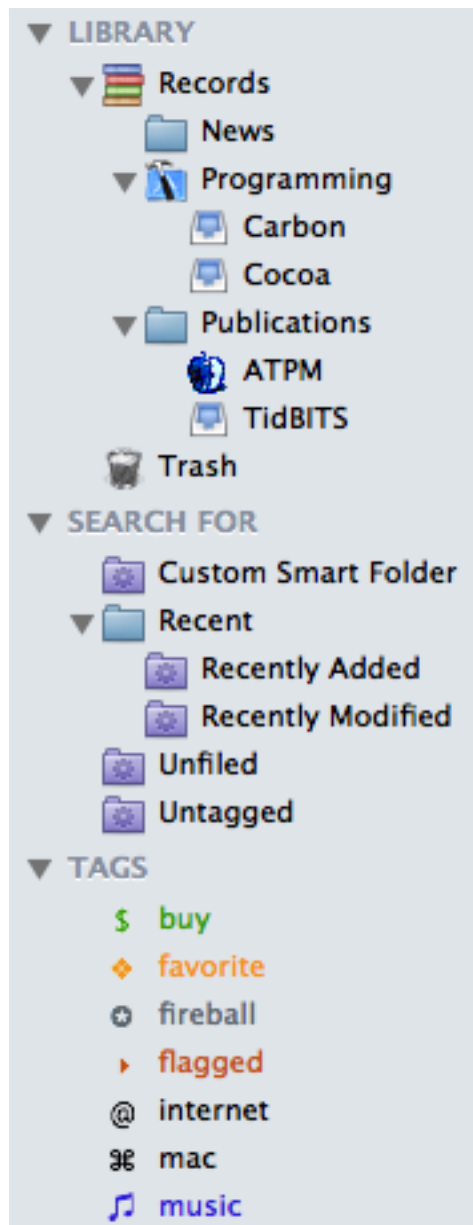 LIBRARY
Records
News
Programming
Carbon
Cocoa
Publications
ATPM
TidBITS
Trash
SEARCH FOR
Custom Smart Folder
Recent
Recently Added
Recently Modified
Unfiled
Untagged
TAGS
$ buy
favorite
fireball
flagged
@ internet
⌘ mac
♫ music